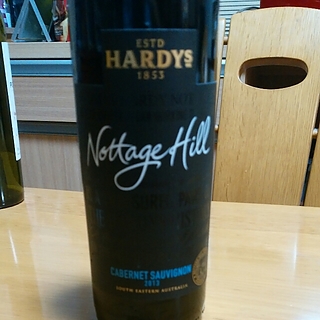 ESTD
HARDYS
1853
Nottage Hill
CABERNET SAUVIGNON
2013
SOUTH EASTERN AUSTRALIA